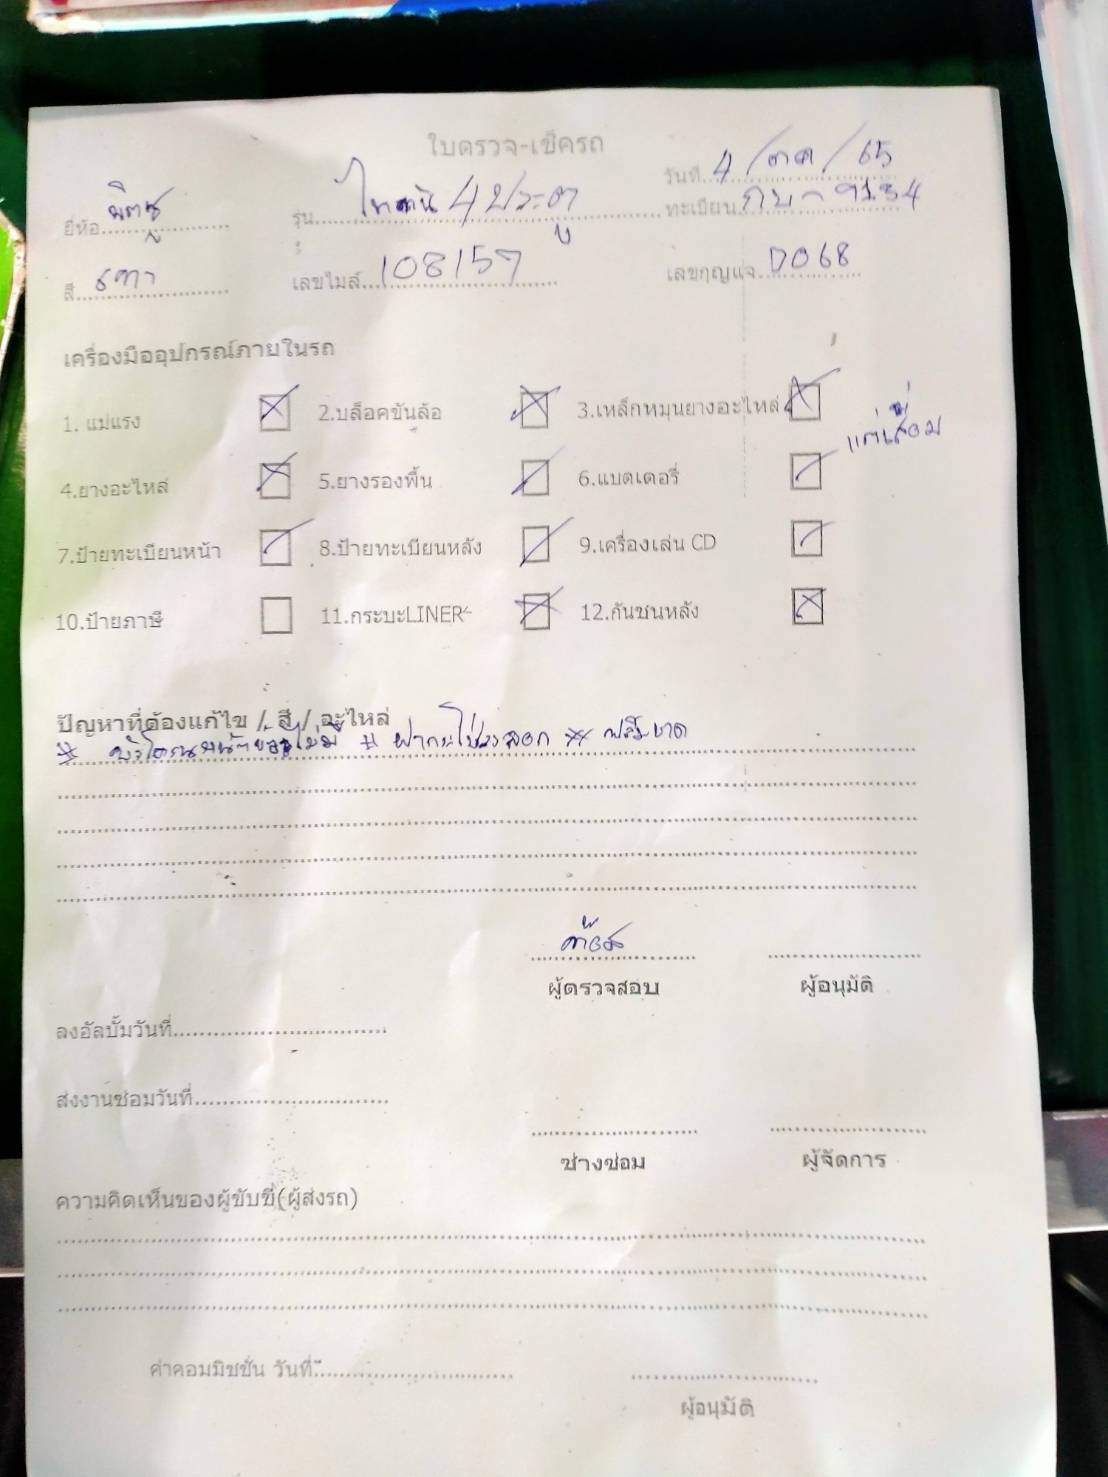 ใบตรวจ-เช็ครถ
วันที่ 4 / ตค / 65
ยี่ห้อ มิตซู รุ่น ไททัน 4 ประตู ทะเบียน กบ - 9134
สี เทา เลขไมล์ 108157 เลขกุญแจ D068
เครื่องมืออุปกรณ์ภายในรถ
1. แม่แรง 2.บล็อคขันล้อ 3.เหล็กหมุนยางอะไหล่
แต่เสื่อม
4.ยางอะไหล่ 5.ยางรองพื้น 6.แบตเตอรี่
7.ป้ายทะเบียนหน้า 8.ป้ายทะเบียนหลัง 9.เครื่องเล่น CD
10.ป้ายภาษี 11.กระบะLINER 12.กันชนหลัง
ปัญหาที่ต้องแก้ไข / สี / อะไหล่
ไม่มี
ผู้ตรวจสอบ ผู้อนุมัติ
ลงอัลบั้มวันที่
ส่งงานซ่อมวันที่
ช่างซ่อม ผู้จัดการ
ความคิดเห็นของผู้ขับขี่(ผู้ส่งรถ)
ค่าคอมมิชชั่น วันที่
ผู้อนุมัติ